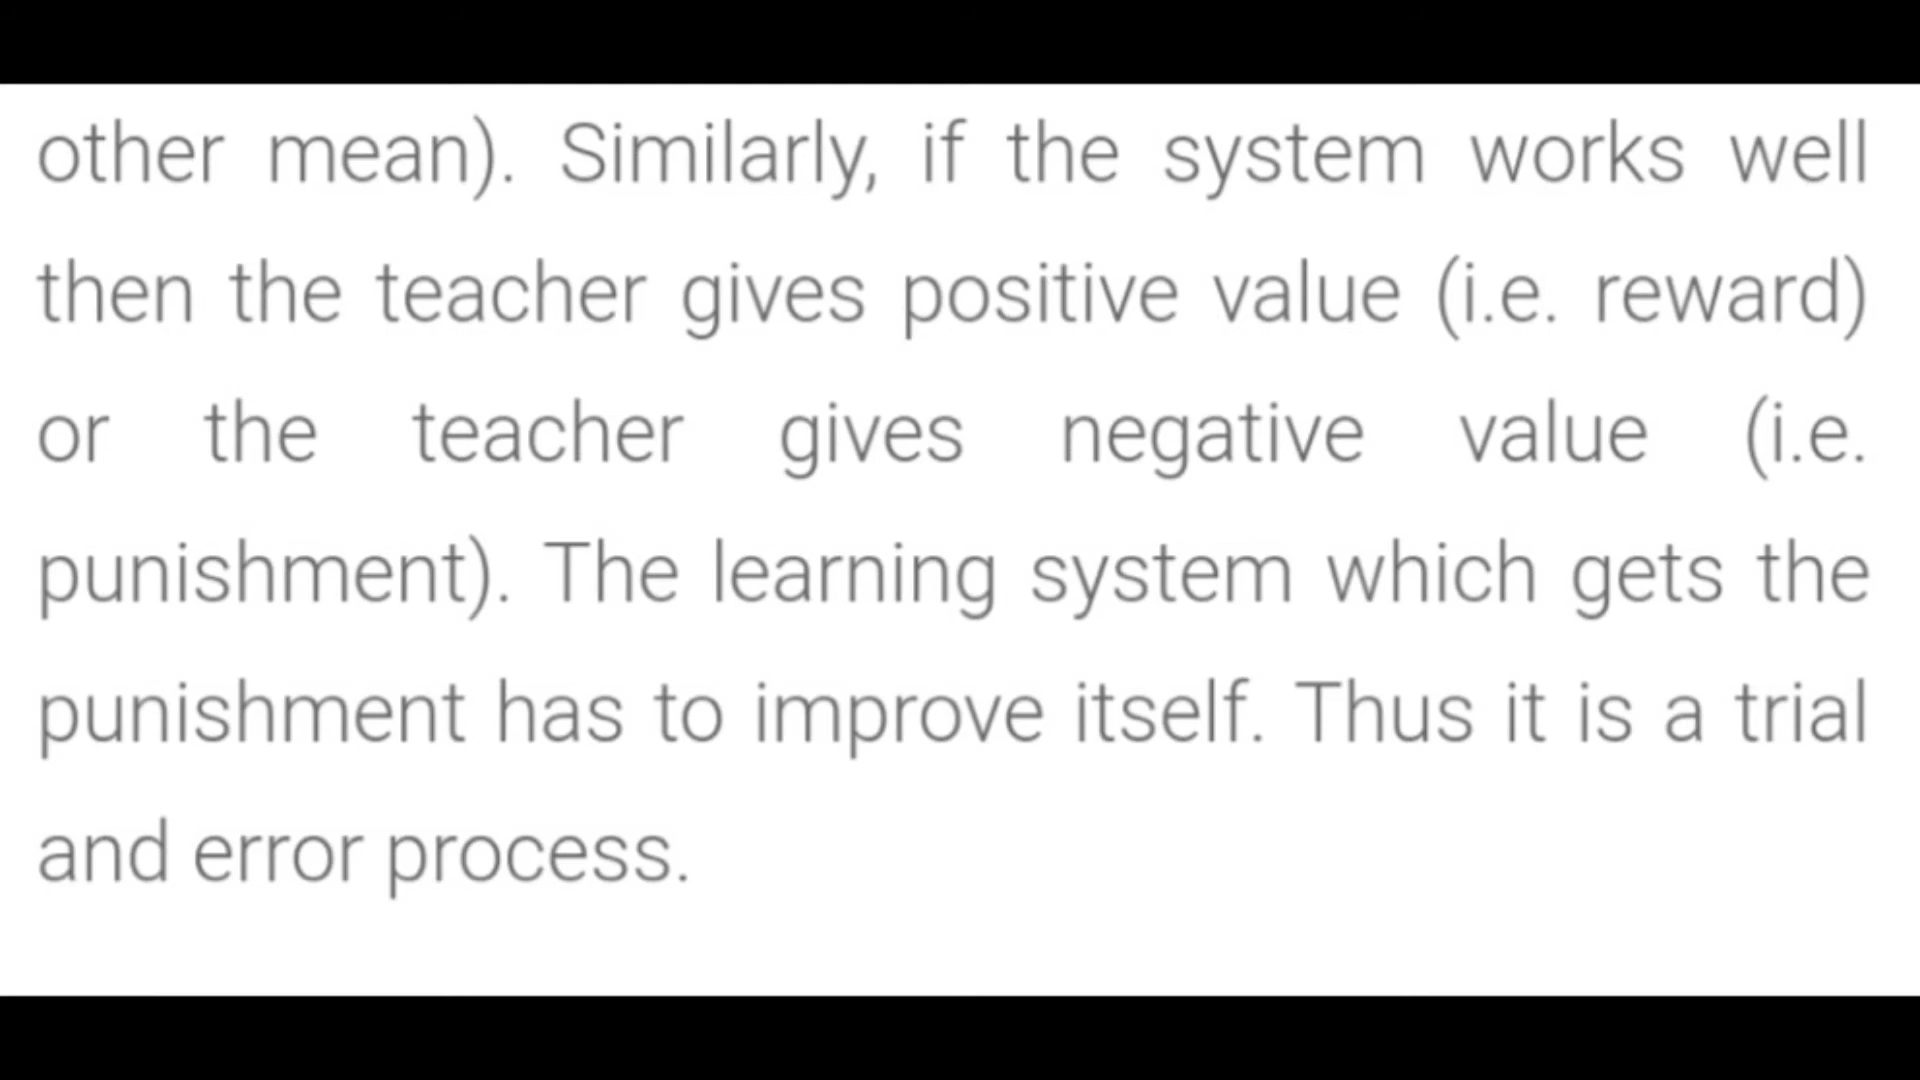 other mean). Similarly, if the system works well
then the teacher gives positive value (i.e. reward)
or the teacher gives negative value (i.e.
punishment). The learning system which gets the
punishment has to improve itself. Thus it is a trial
and error process.